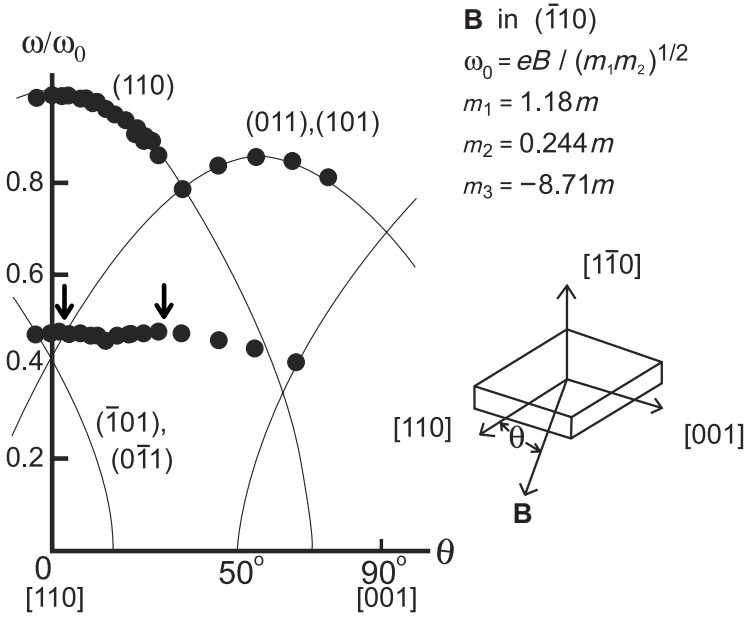 ω/ω₀
(110)
(011),(101)
0.8
0.6
0.4
0.2
(1̄01),
(01̄1)
0
50°
90°
θ
[110]
[001]
B in (1̄10)
ω₀ = eB / (m₁m₂)^1/2
m₁ = 1.18m
m₂ = 0.244m
m₃ = −8.71m
[11̄0]
[110]
θ
[001]
B